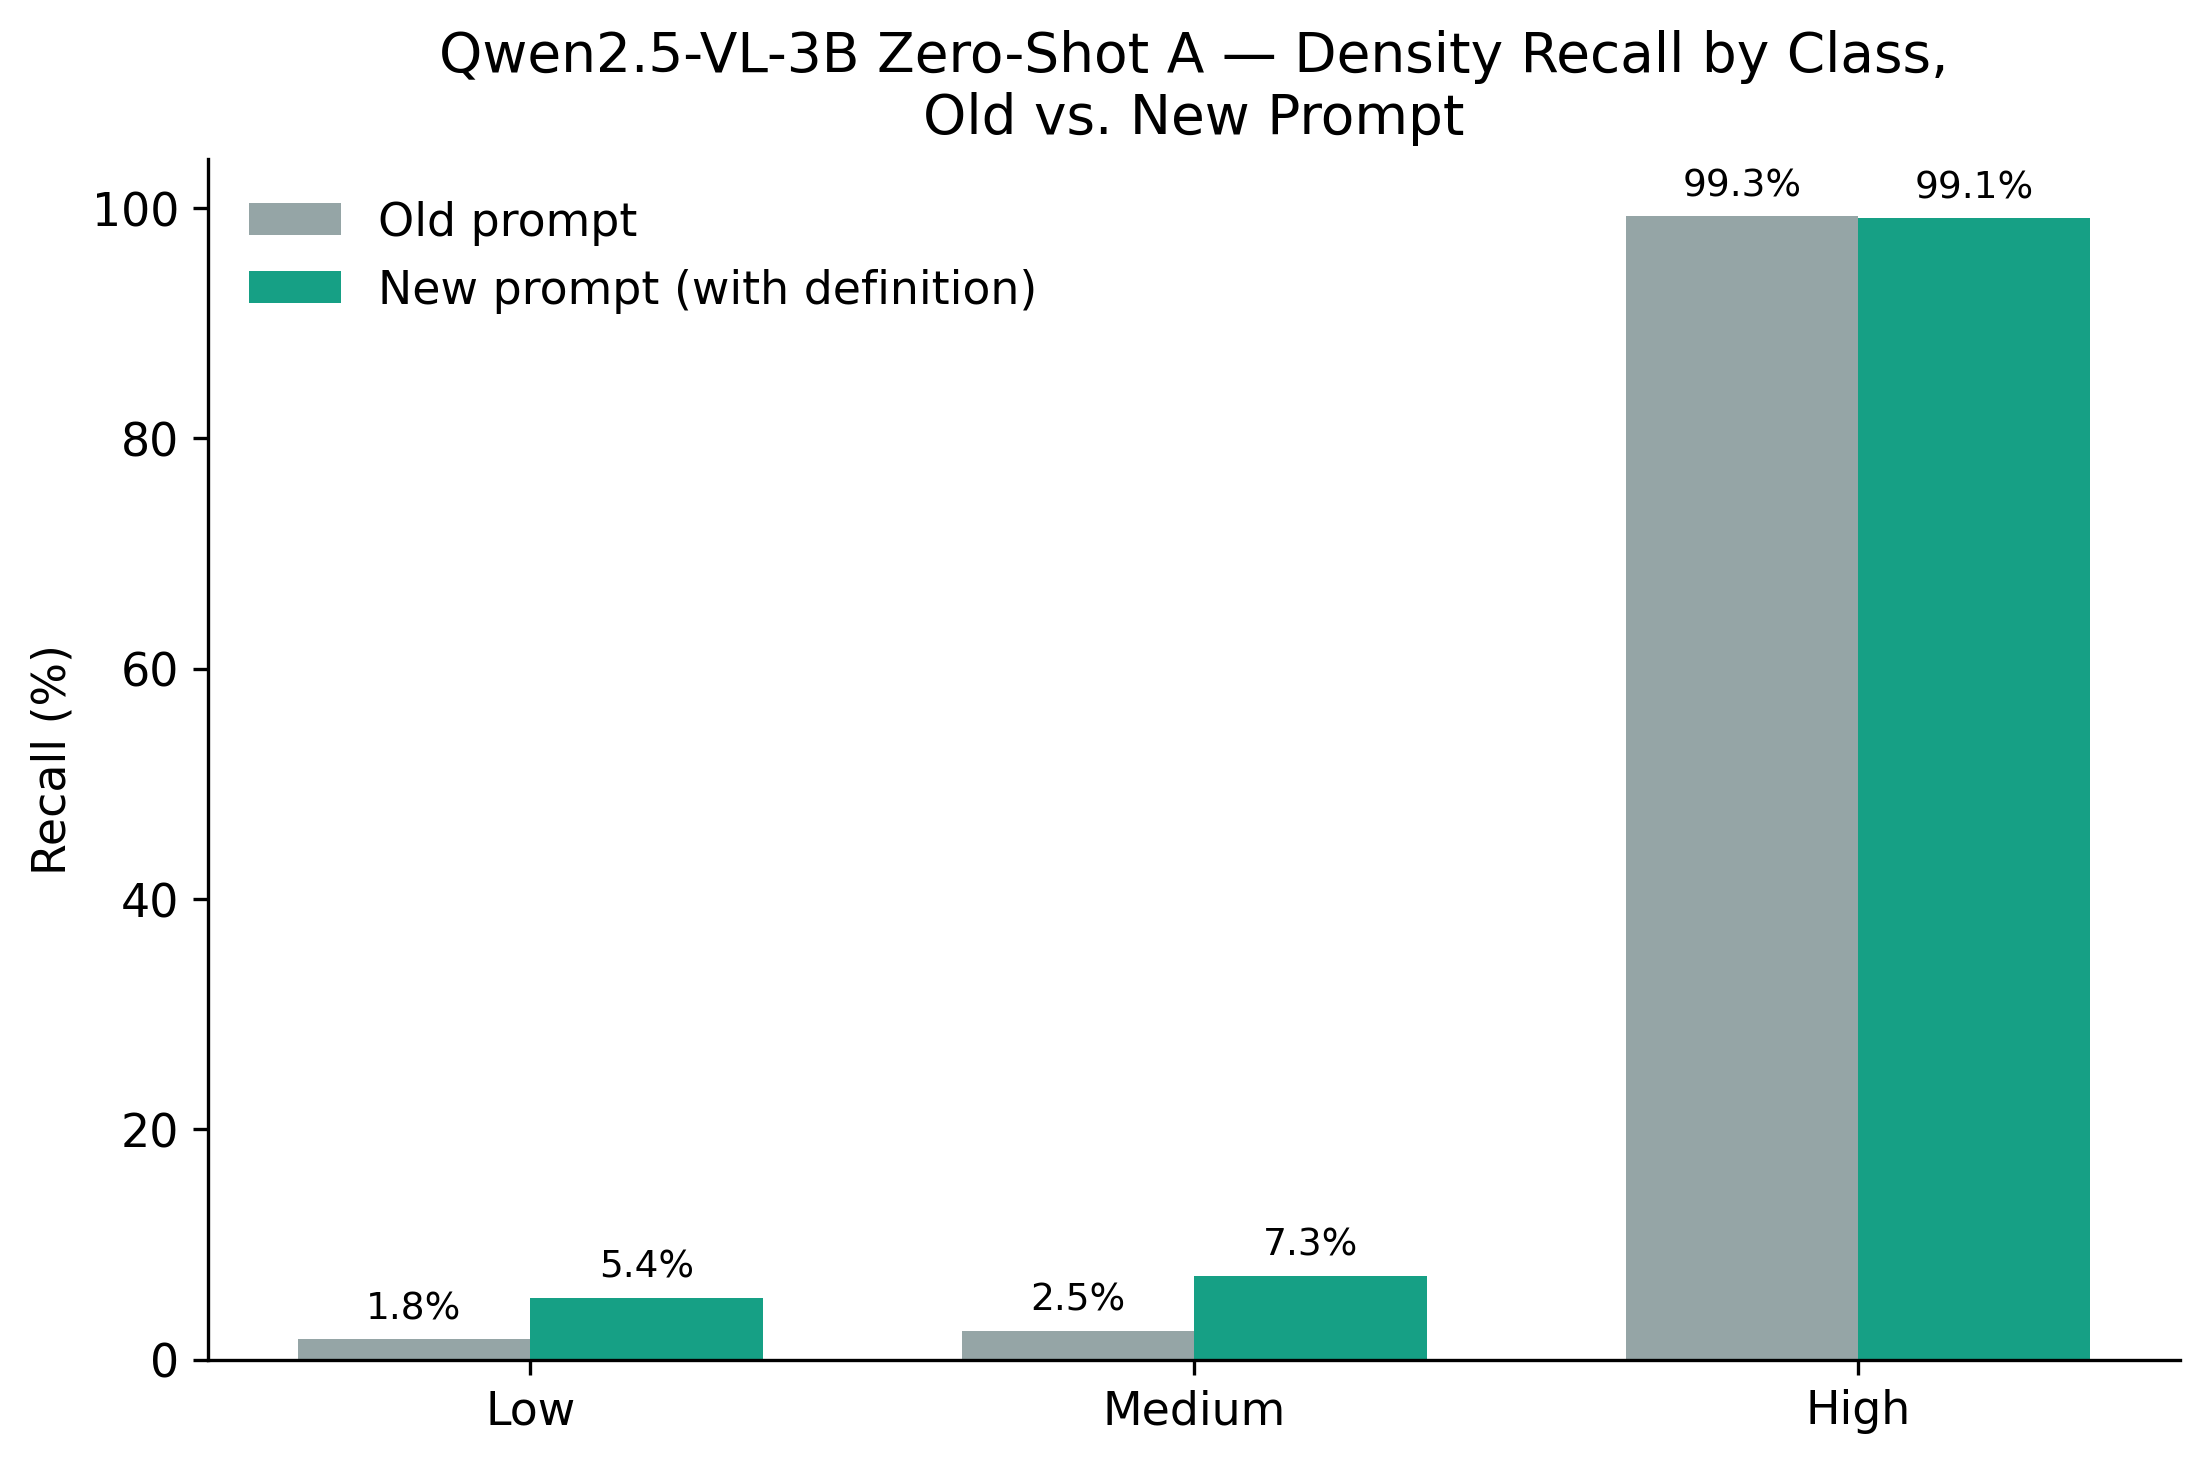 Qwen2.5-VL-3B Zero-Shot A — Density Recall by Class,
Old vs. New Prompt
Old prompt
New prompt (with definition)
Recall (%)
100
80
60
40
20
0
1.8%
5.4%
2.5%
7.3%
99.3%
99.1%
Low
Medium
High